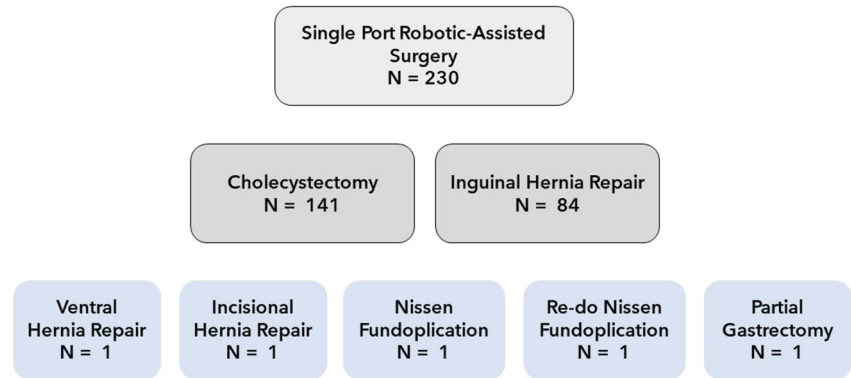 Single Port Robotic-Assisted
Surgery
N = 230
Cholecystectomy
N = 141
Inguinal Hernia Repair
N = 84
Ventral
Hernia Repair
N = 1
Incisional
Hernia Repair
N = 1
Nissen
Fundoplication
N = 1
Re-do Nissen
Fundoplication
N = 1
Partial
Gastrectomy
N = 1